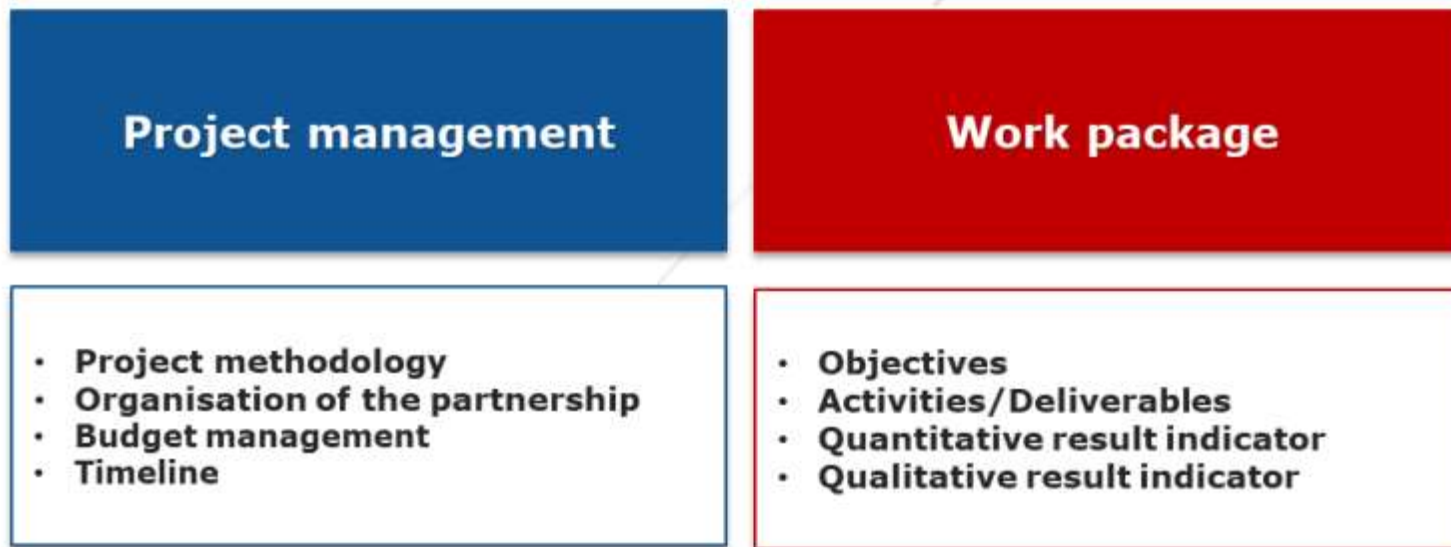 Project management
• Project methodology
• Organisation of the partnership
• Budget management
• Timeline
Work package
• Objectives
• Activities/Deliverables
• Quantitative result indicator
• Qualitative result indicator